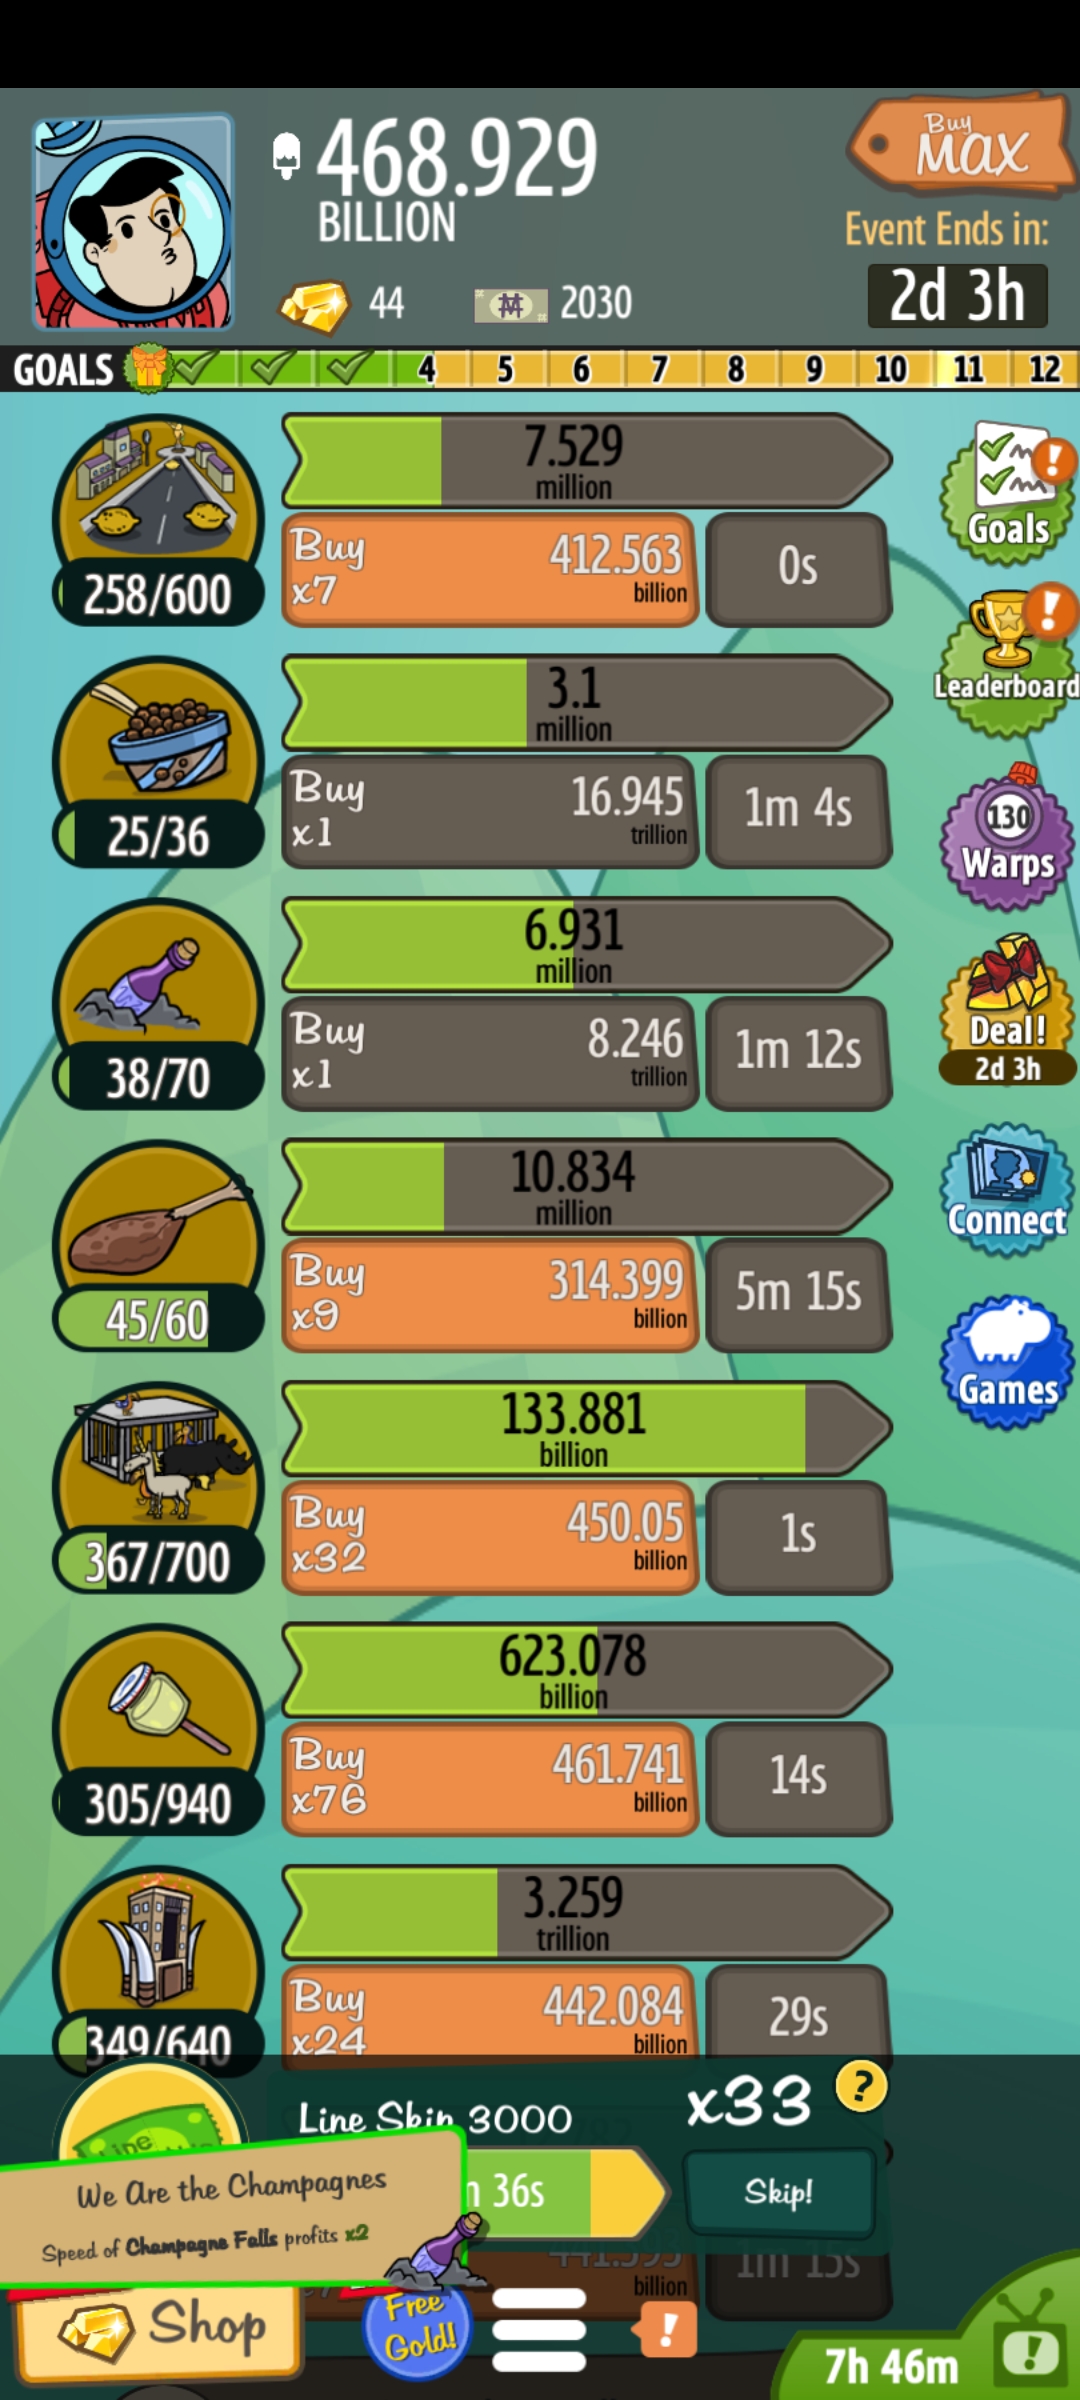 468.929
BILLION
Buy
MAX
Event Ends in:
2d 3h
44
2030
GOALS 4 5 6 7 8 9 10 11 12
7.529
million
Buy
x7
412.563
billion
0s
258/600
Goals
3.1
million
Buy
x1
16.945
trillion
1m 4s
25/36
Leaderboard
6.931
million
Buy
x1
8.246
trillion
1m 12s
38/70
130
Warps
Deal!
2d 3h
10.834
million
Buy
x9
314.399
billion
5m 15s
45/60
Connect
Games
133.881
billion
Buy
x32
450.05
billion
1s
367/700
623.078
billion
Buy
x76
461.741
billion
14s
305/940
3.259
trillion
Buy
x24
442.084
billion
29s
349/640
Line Skip 3000
x33
?
36s
Skip!
We Are the Champagnes
Speed of Champagne Falls profits x2
441.593
billion
1m 15s
Shop
Free
Gold!
!
7h 46m